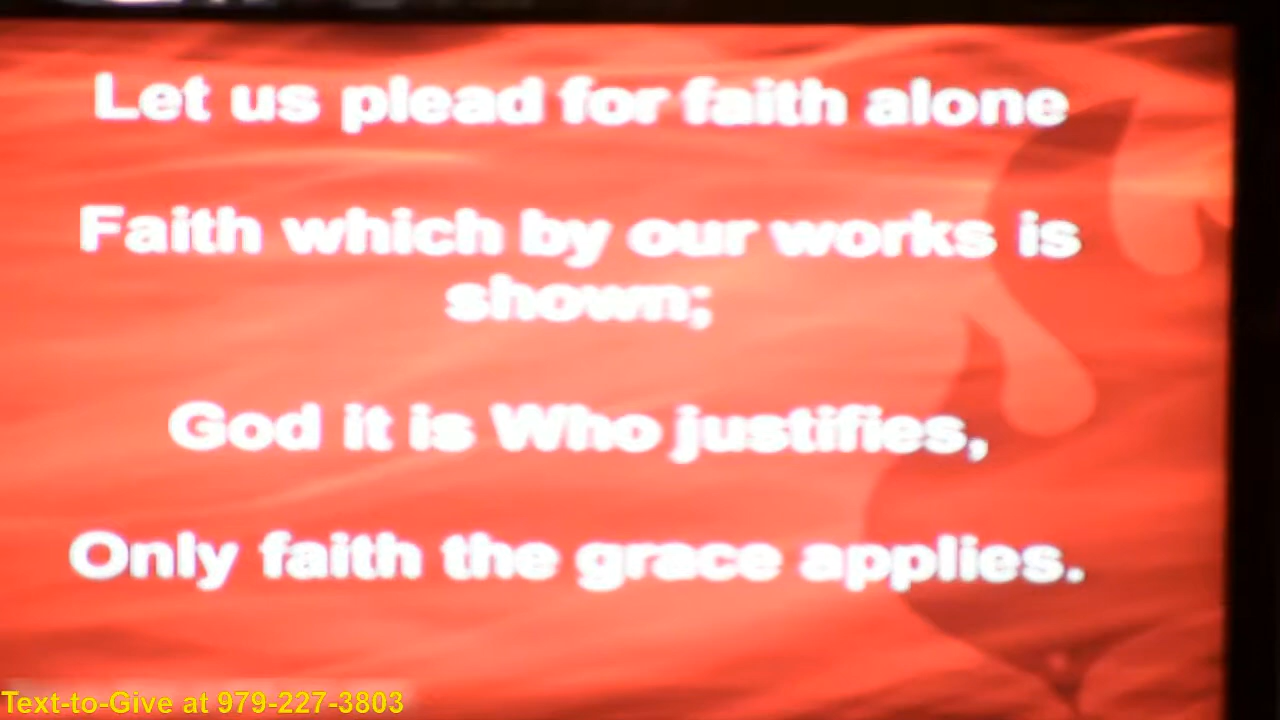 Let us plead for faith alone
Faith which by our works is
shown;
God it is Who justifies,
Only faith the grace applies.
Text-to-Give at 979-227-3803